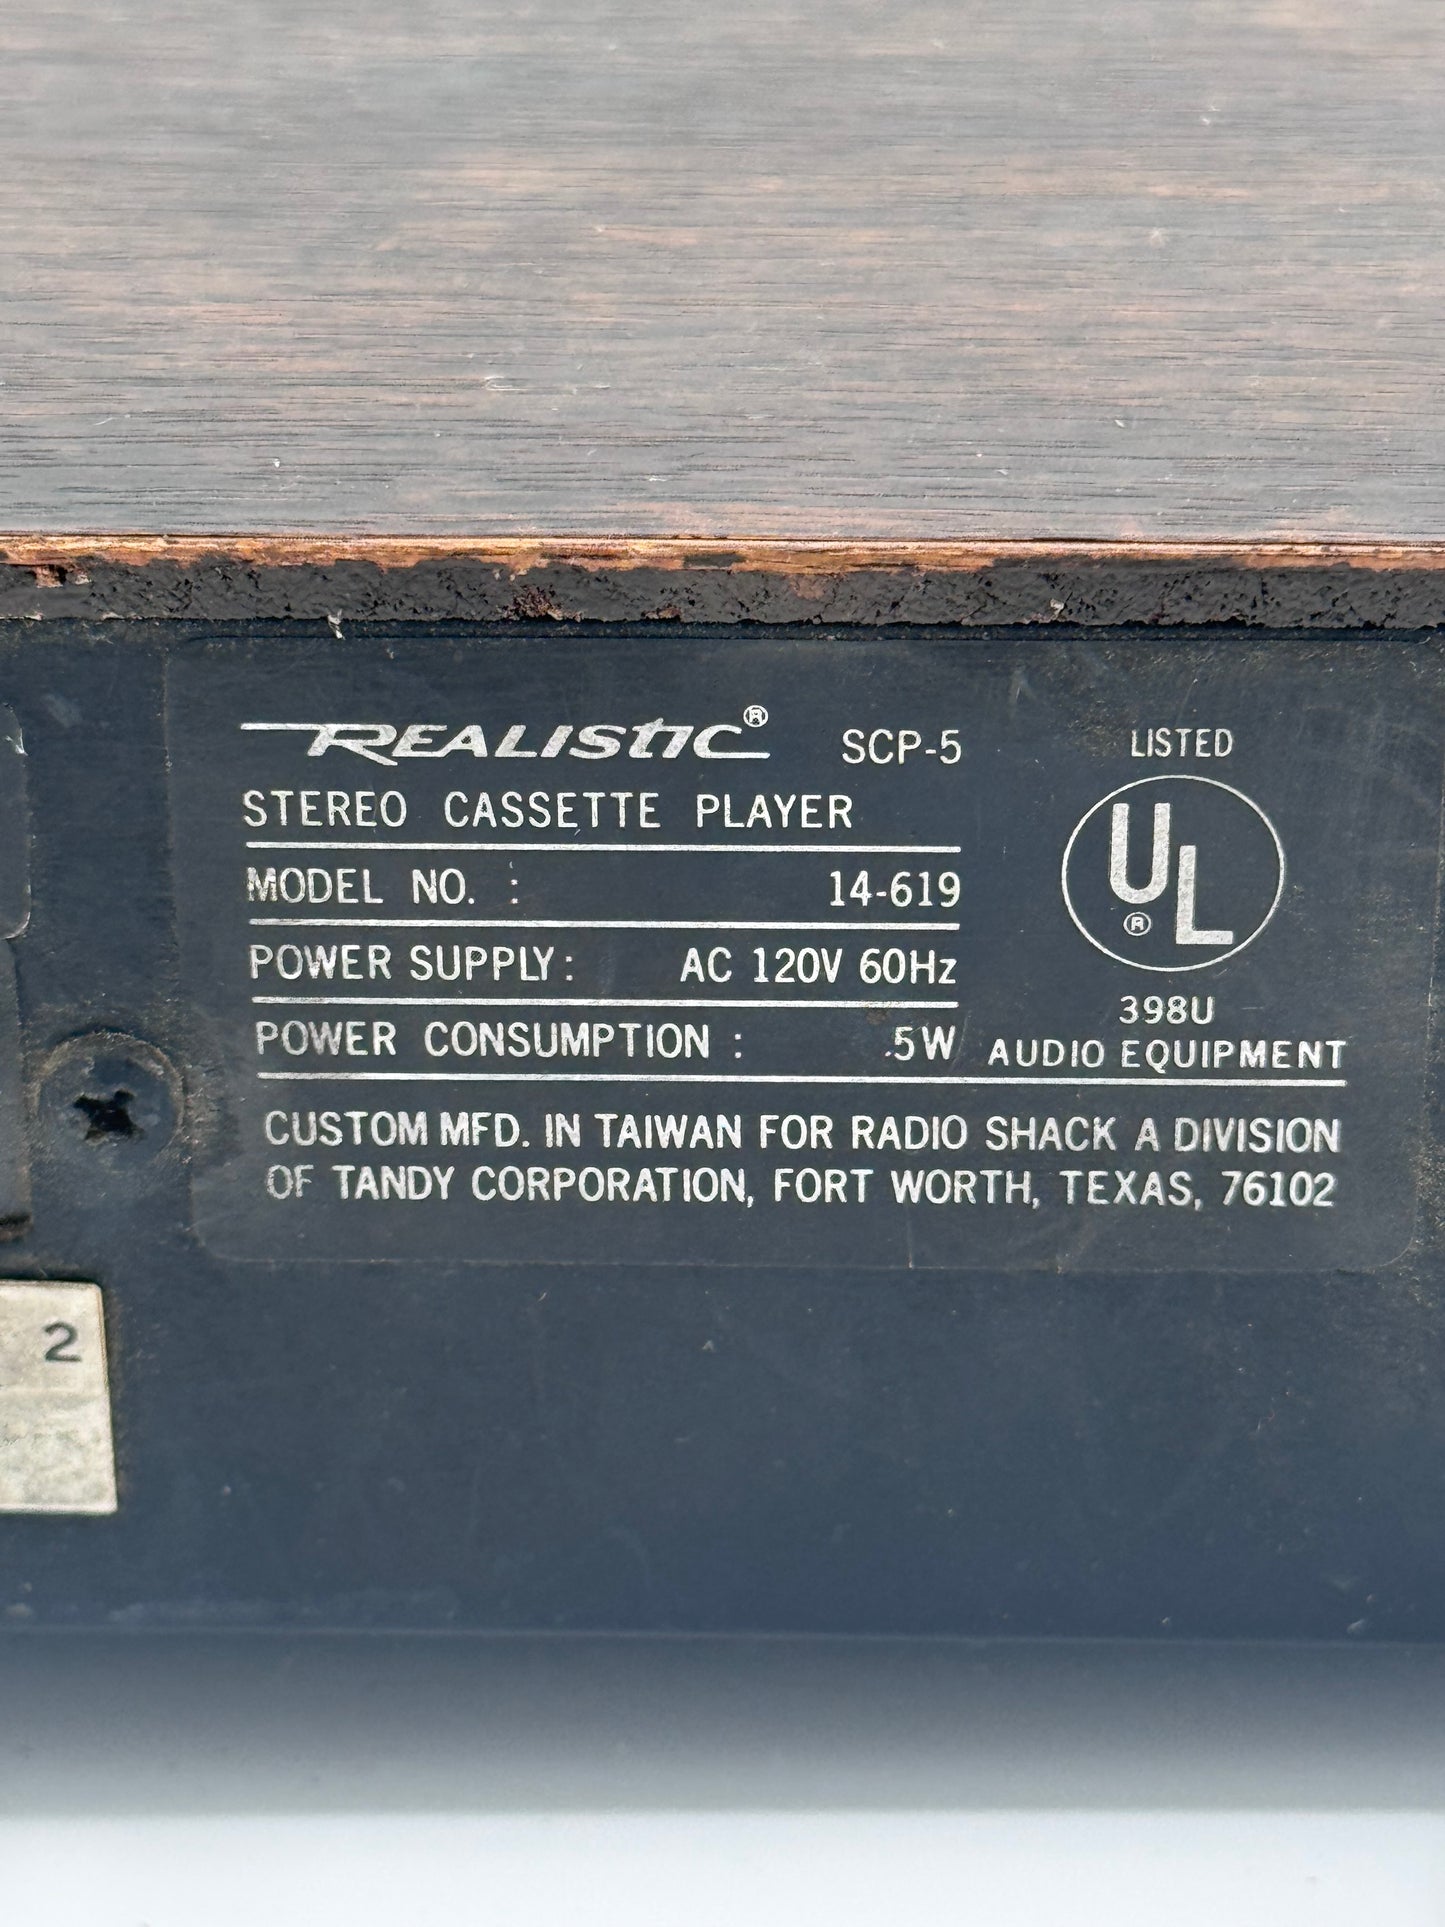 REALISTIC® SCP-5
STEREO CASSETTE PLAYER
MODEL NO. : 14-619
POWER SUPPLY : AC 120V 60Hz
POWER CONSUMPTION : 5W
LISTED
UL®
398U
AUDIO EQUIPMENT
CUSTOM MFD. IN TAIWAN FOR RADIO SHACK A DIVISION
OF TANDY CORPORATION, FORT WORTH, TEXAS, 76102
2